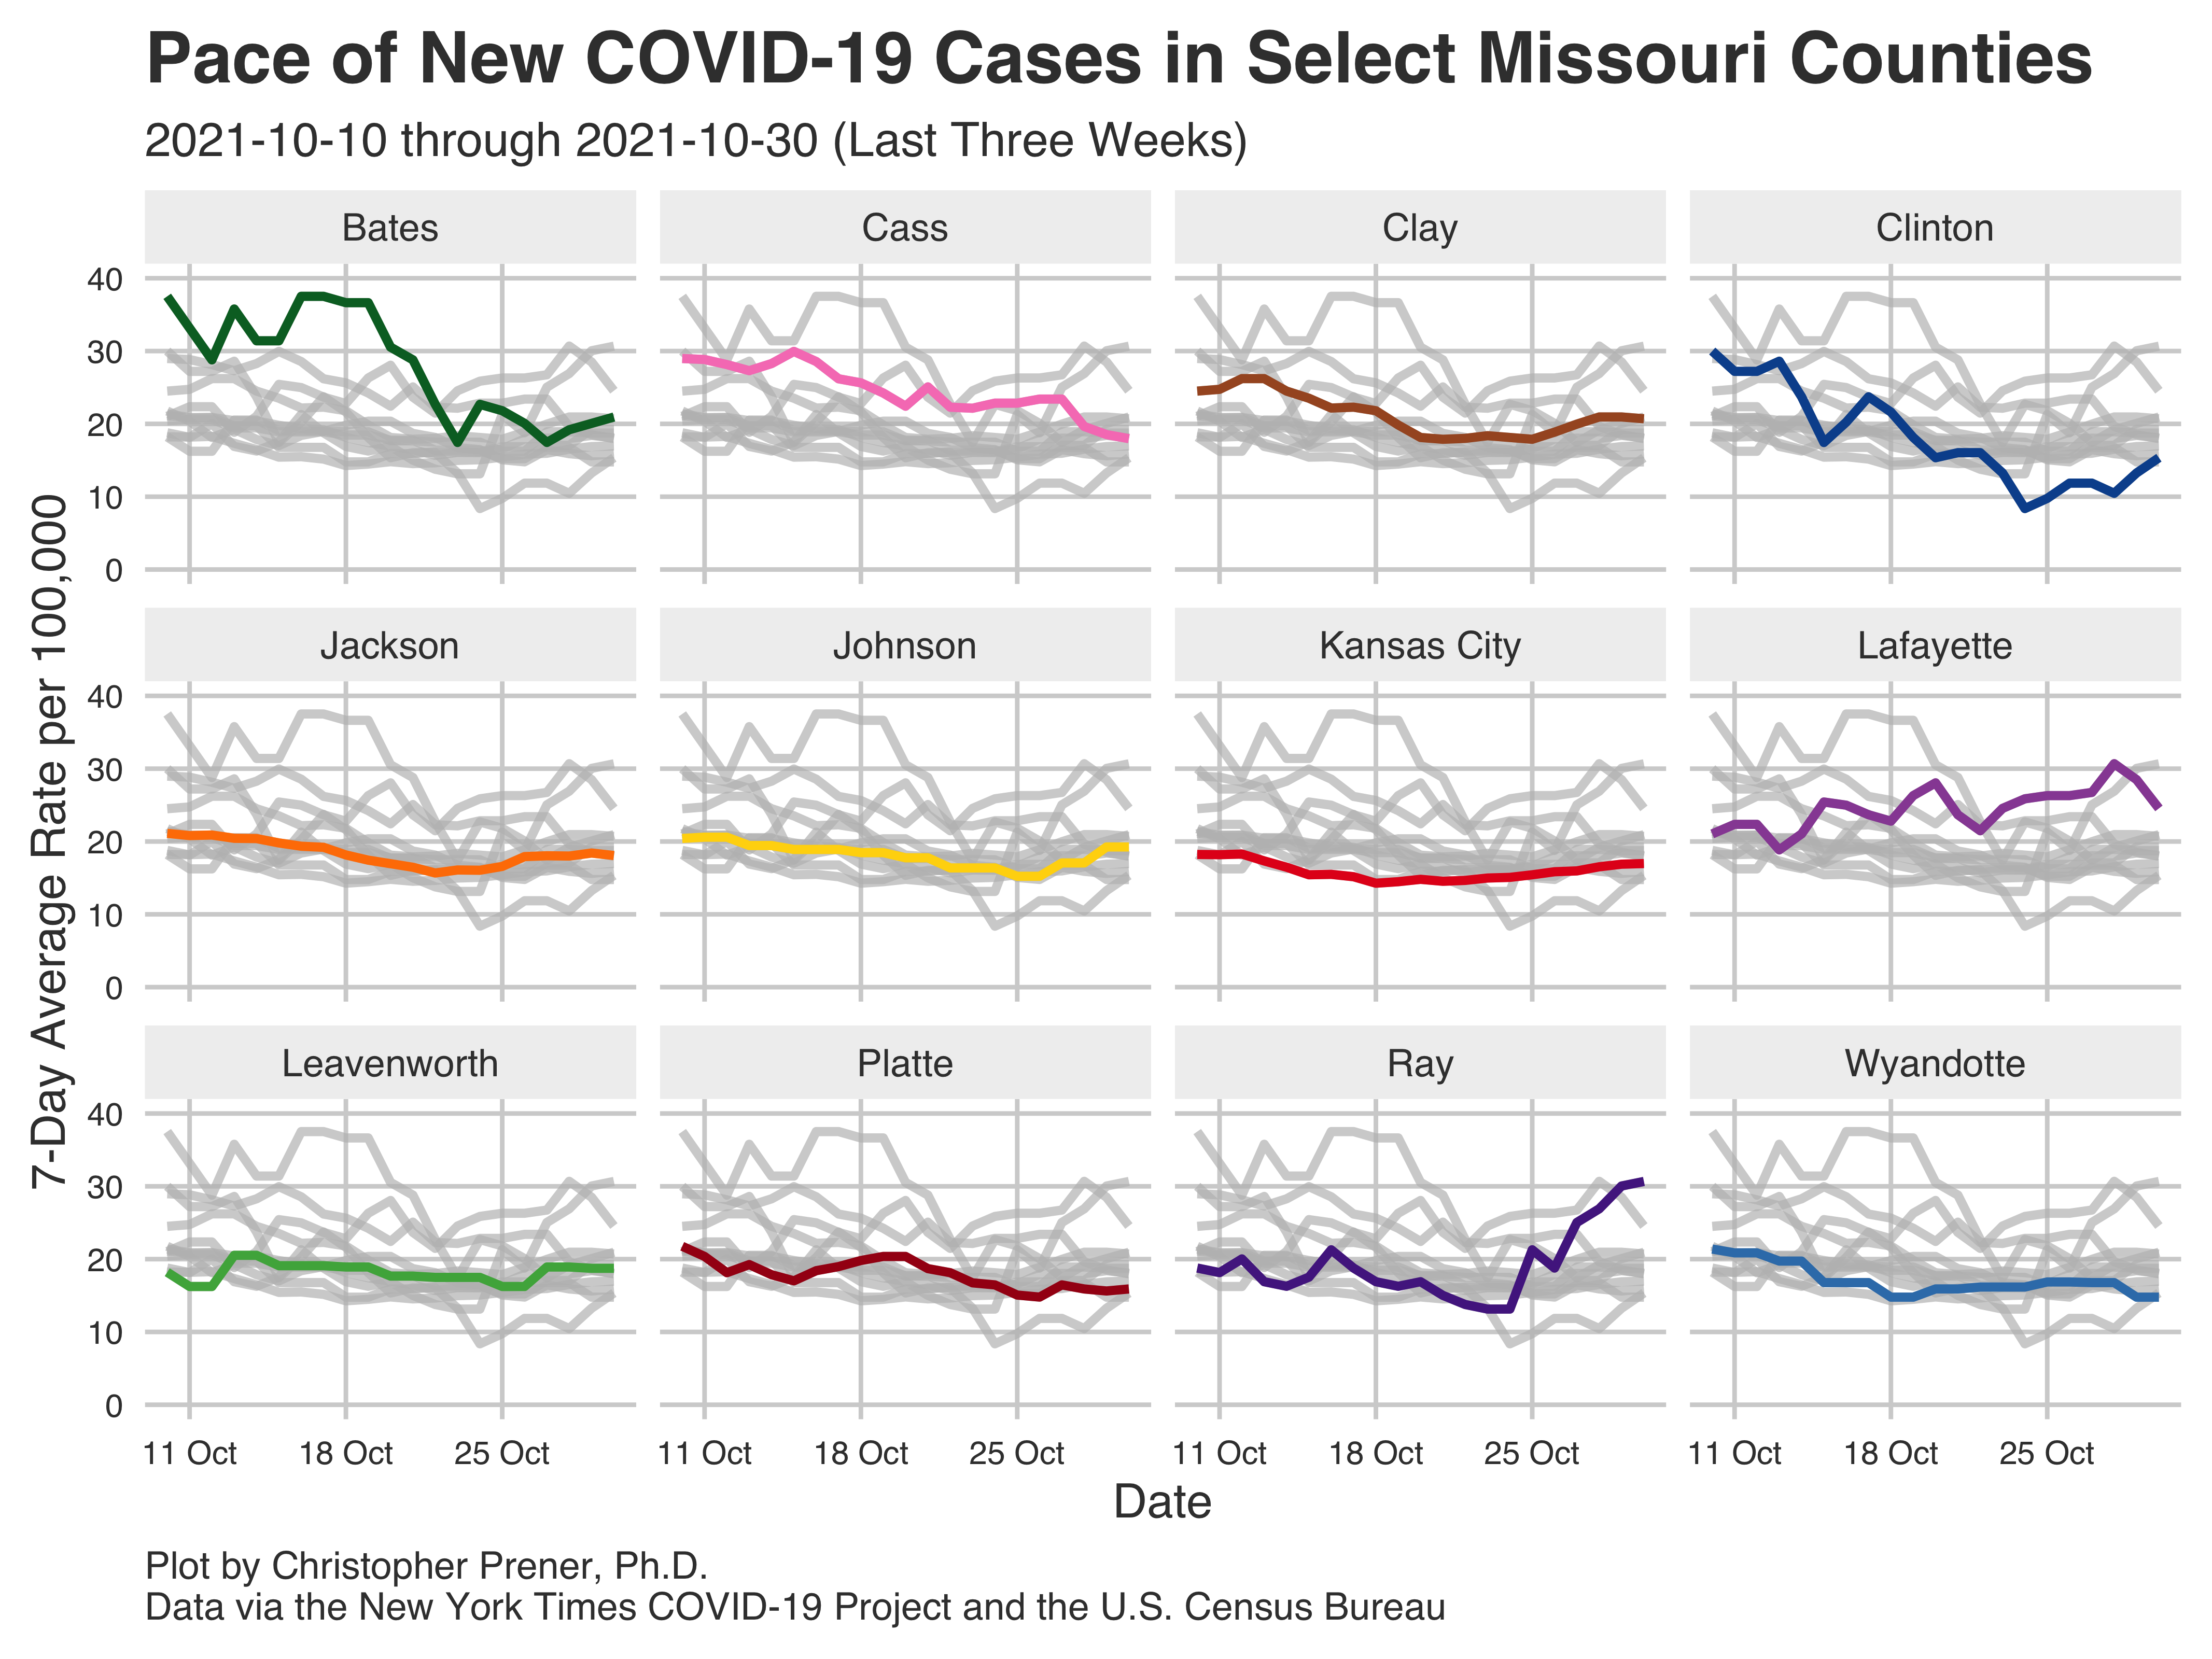 Pace of New COVID-19 Cases in Select Missouri Counties
2021-10-10 through 2021-10-30 (Last Three Weeks)
7-Day Average Rate per 100,000
Bates
Cass
Clay
Clinton
40
30
20
10
0
Jackson
Johnson
Kansas City
Lafayette
40
30
20
10
0
Leavenworth
Platte
Ray
Wyandotte
40
30
20
10
0
11 Oct 18 Oct 25 Oct
11 Oct 18 Oct 25 Oct
11 Oct 18 Oct 25 Oct
11 Oct 18 Oct 25 Oct
Date
Plot by Christopher Prener, Ph.D.
Data via the New York Times COVID-19 Project and the U.S. Census Bureau